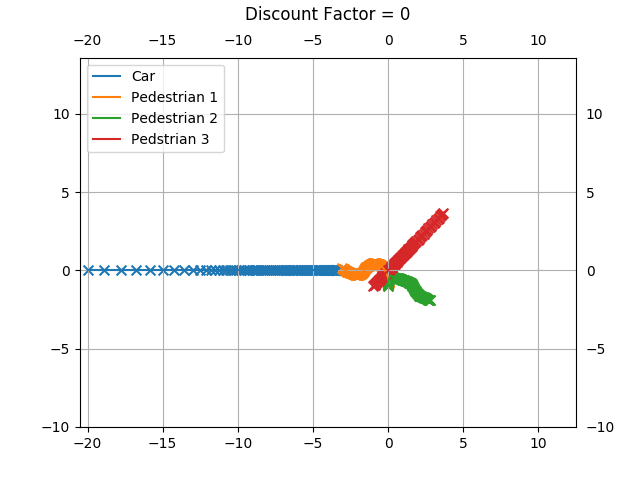 Discount Factor = 0
−20 −15 −10 −5 0 5 10
Car
Pedestrian 1
Pedestrian 2
Pedstrian 3
10 10
5 5
0 0
−5 −5
−10 −10
−20 −15 −10 −5 0 5 10